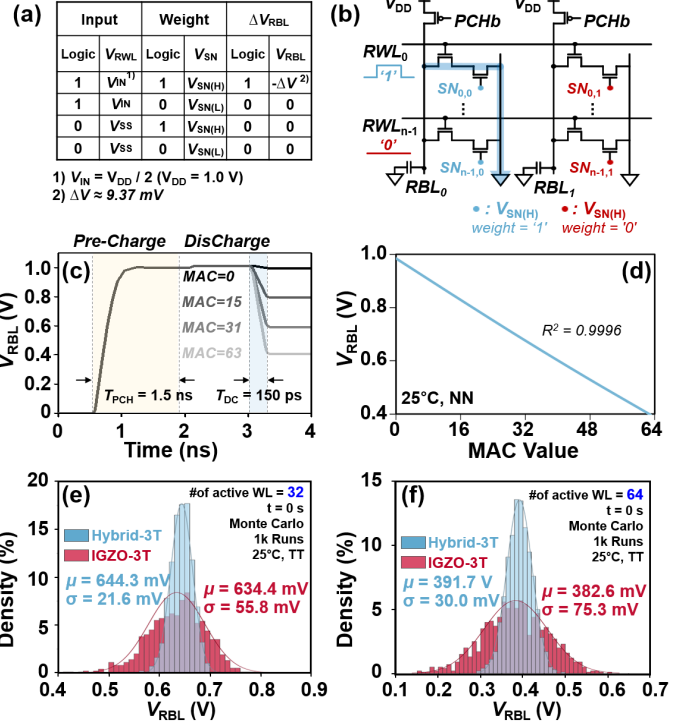 (a)
Input Weight ΔVRBL
Logic VRWL Logic VSN Logic VRBL
1 VIN1) 1 VSN(H) 1 -ΔV 2)
1 VIN 0 VSN(L) 0 0
0 VSS 1 VSN(H) 0 0
0 VSS 0 VSN(L) 0 0
1) VIN = VDD / 2 (VDD = 1.0 V)
2) ΔV ≈ 9.37 mV
(b)
VDD VDD
PCHb PCHb
RWL0
'1'
SN0,0 SN0,1
RWLn-1
'0'
SNn-1,0 SNn-1,1
RBL0 RBL1
: VSN(H) : VSN(H)
weight = '1' weight = '0'
Pre-Charge DisCharge
(c)
MAC=0
MAC=15
MAC=31
MAC=63
TPCH = 1.5 ns TDC = 150 ps
1.0
0.8
0.6
0.4
0.2
0
VRBL (V)
0 1 2 3 4
Time (ns)
(d)
R2 = 0.9996
25°C, NN
1.0
0.8
0.6
0.4
VRBL (V)
0 16 32 48 64
MAC Value
(e)
#of active WL = 32
t = 0 s
Monte Carlo
1k Runs
25°C, TT
Hybrid-3T
IGZO-3T
μ = 644.3 mV
σ = 21.6 mV
μ = 634.4 mV
σ = 55.8 mV
20
15
10
5
0
Density (%)
0.4 0.5 0.6 0.7 0.8 0.9
VRBL (V)
(f)
#of active WL = 64
t = 0 s
Monte Carlo
1k Runs
25°C, TT
Hybrid-3T
IGZO-3T
μ = 391.7 V
σ = 30.0 mV
μ = 382.6 mV
σ = 75.3 mV
15
10
5
0
Density (%)
0.1 0.2 0.3 0.4 0.5 0.6 0.7
VRBL (V)